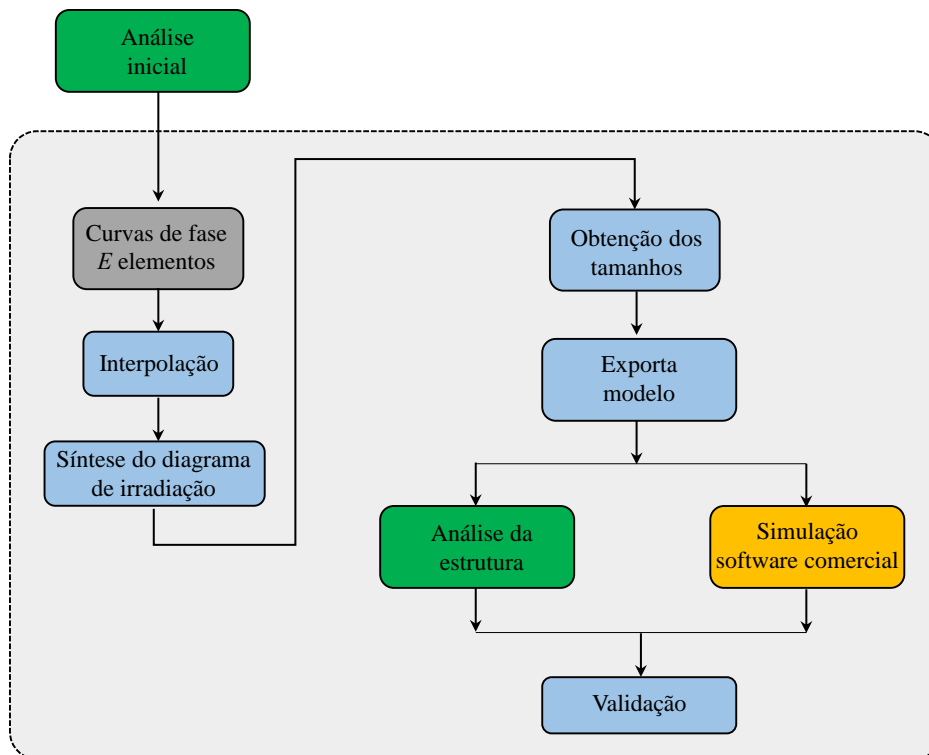 Análise
inicial
Curvas de fase
E elementos
Interpolação
Síntese do diagrama
de irradiação
Obtenção dos
tamanhos
Exporta
modelo
Análise da
estrutura
Simulação
software comercial
Validação